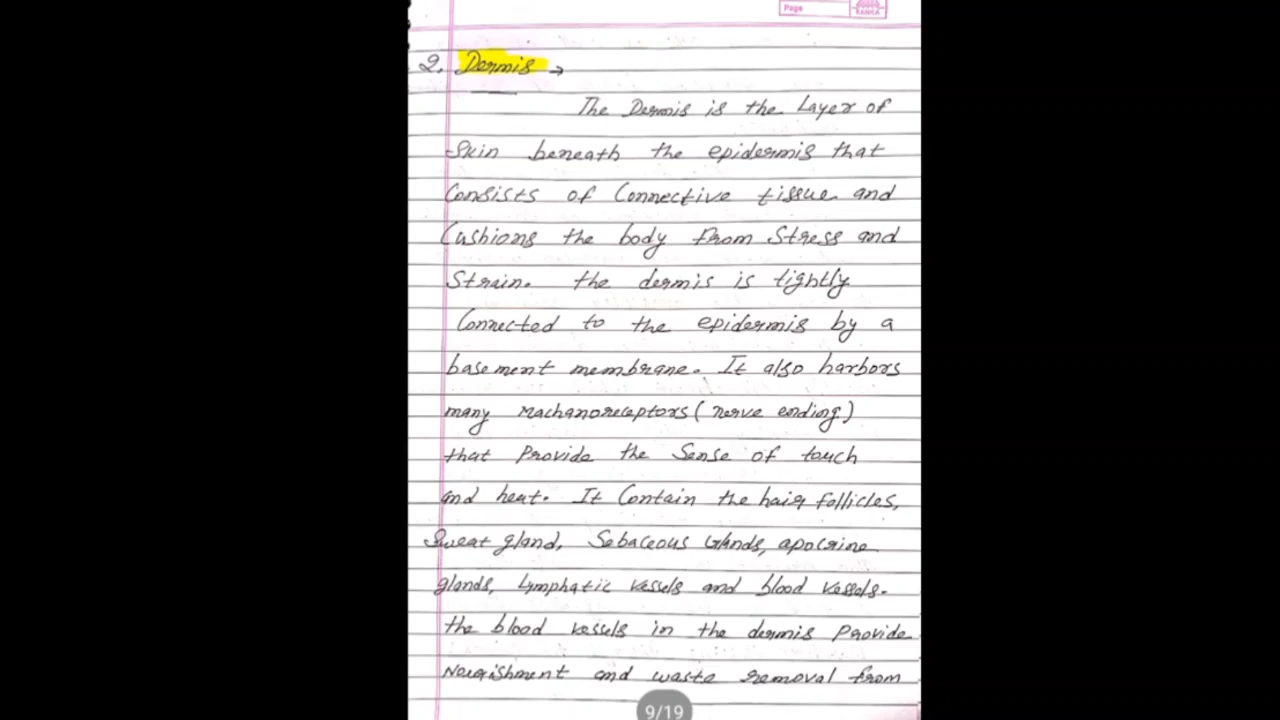 Page
2. Dermis →
The Dermis is the Layer of
Skin beneath the epidermis that
Consists of Connective tissue and
Cushions the body from Stress and
Strain. the dermis is tightly
Connected to the epidermis by a
basement membrane. It also harbors
many machanoreceptors (nerve ending)
that Provide the Sense of touch
and heat. It Contain the hair follicles,
Sweat gland, Sebaceous Glands, apocrine
glands, Lymphatic vessels and blood vessels.
the blood vessels in the dermis Provide
Nourishment and waste removal from
9/19